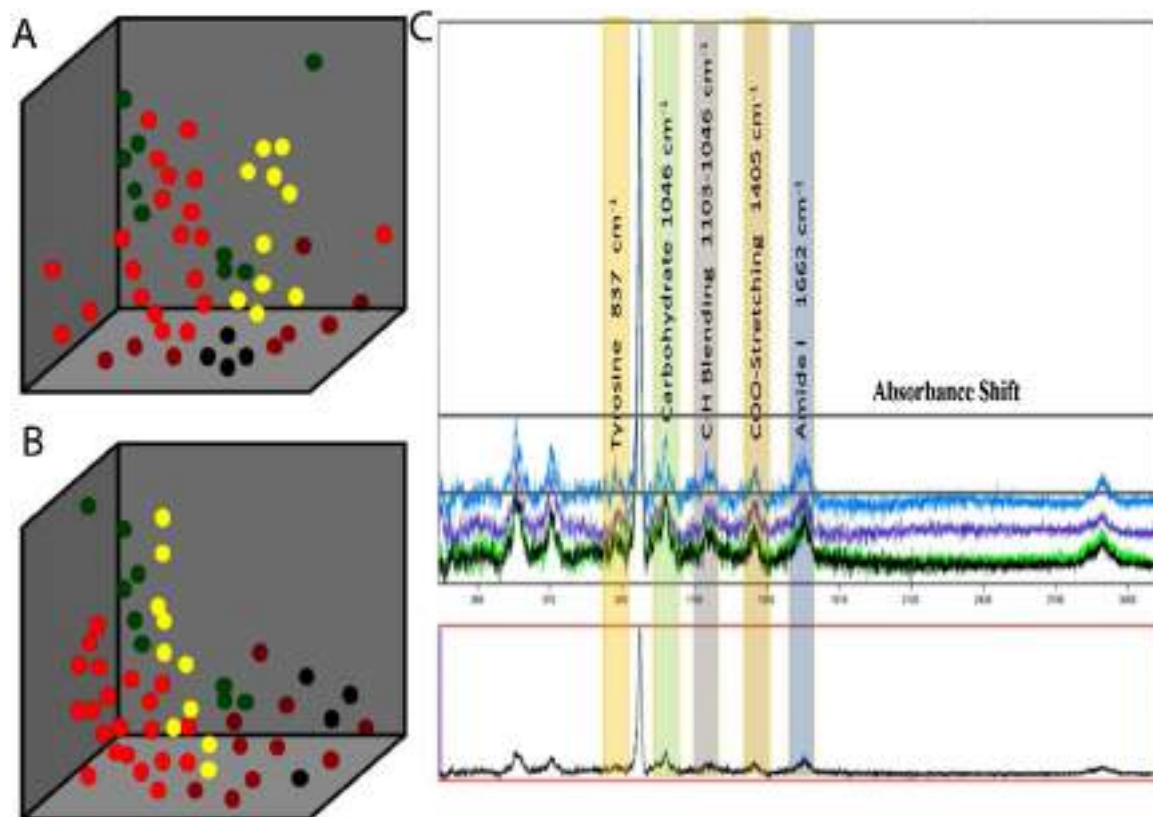 A
B
C
Tyrosine 837 cm⁻¹
Carbohydrate 1046 cm⁻¹
C-H Blending 1103-1046 cm⁻¹
COO-Stretching 1405 cm⁻¹
Amide I 1662 cm⁻¹
Absorbance Shift